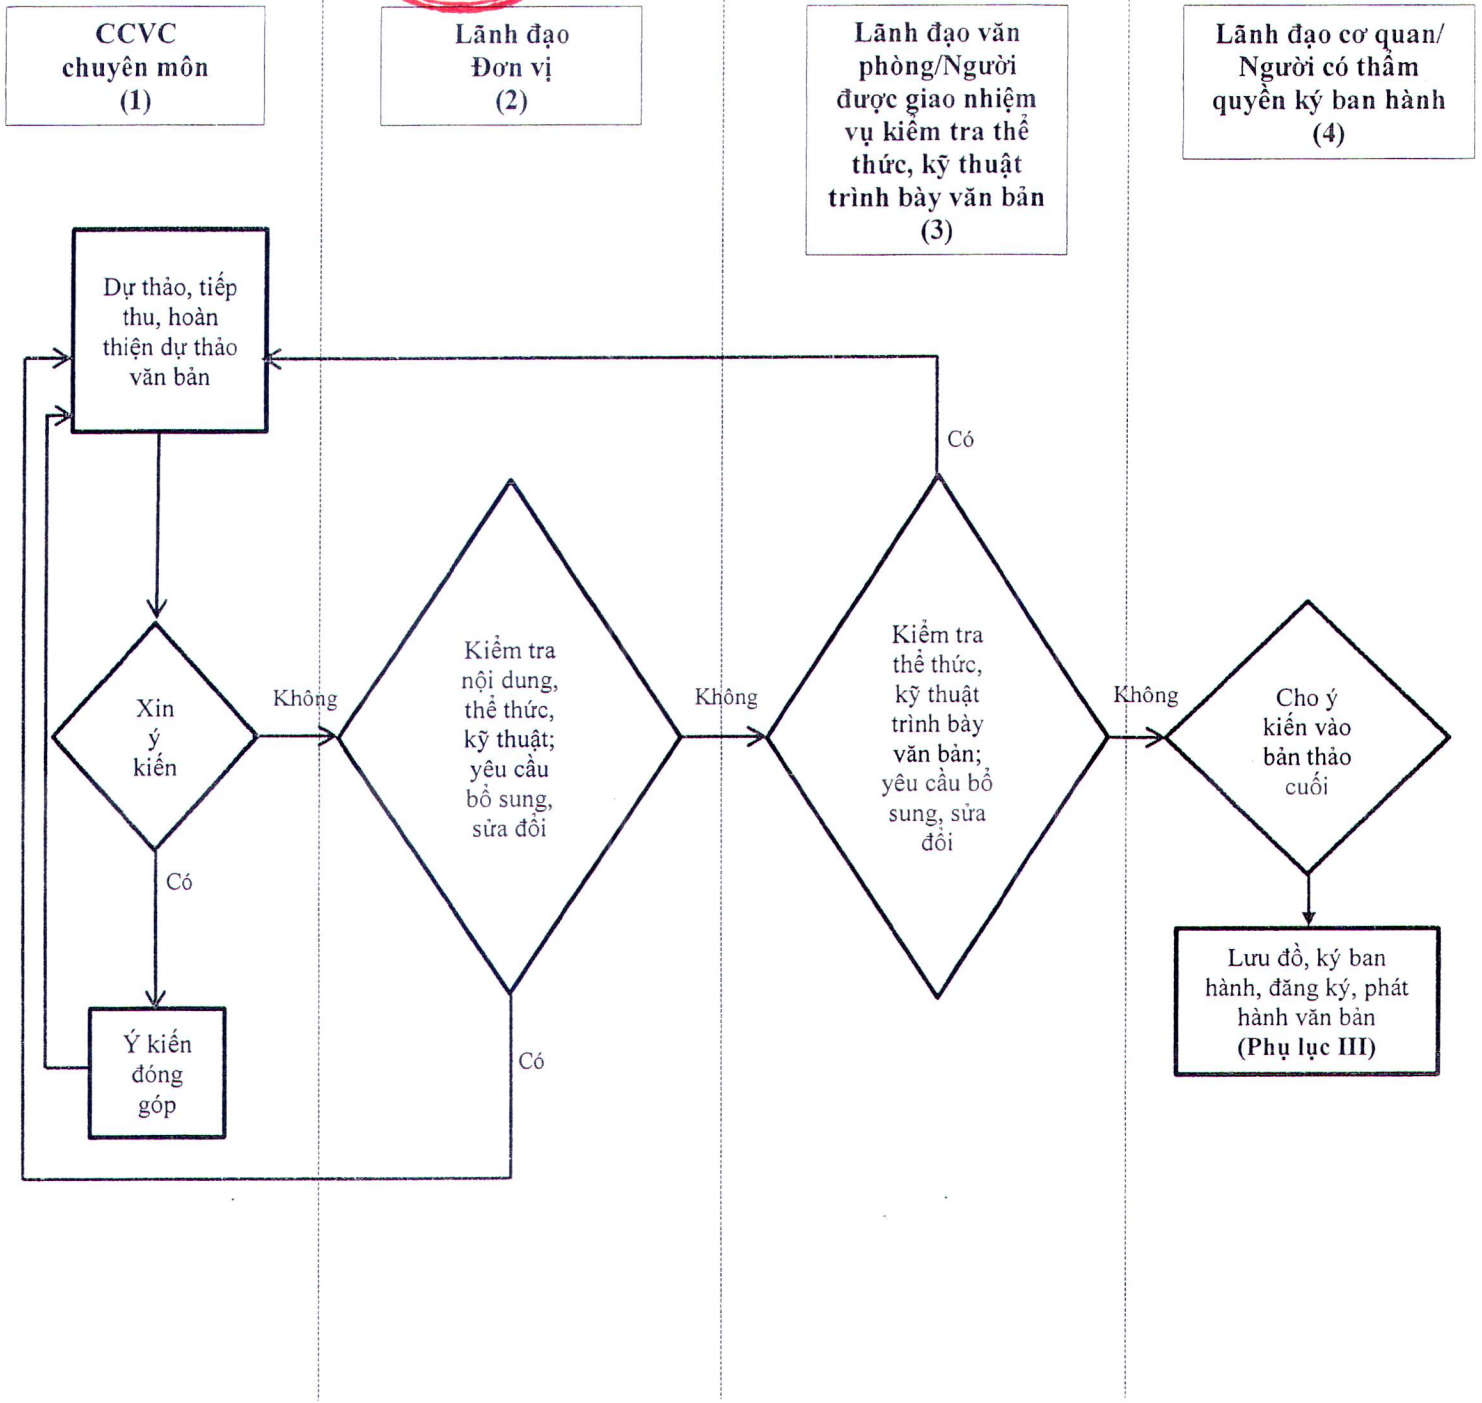 CCVC
chuyên môn
(1)
Lãnh đạo
Đơn vị
(2)
Lãnh đạo văn
phòng/Người
được giao nhiệm
vụ kiểm tra thể
thức, kỹ thuật
trình bày văn bản
(3)
Lãnh đạo cơ quan/
Người có thẩm
quyền ký ban hành
(4)
Dự thảo, tiếp
thu, hoàn
thiện dự thảo
văn bản
Có
Xin
ý
kiến
Không
Kiểm tra
nội dung,
thể thức,
kỹ thuật;
yêu cầu
bổ sung,
sửa đổi
Không
Kiểm tra
thể thức,
kỹ thuật
trình bày
văn bản;
yêu cầu bổ
sung, sửa
đổi
Không
Cho ý
kiến vào
bản thảo
cuối
Có
Ý kiến
đóng
góp
Có
Lưu đồ, ký ban
hành, đăng ký, phát
hành văn bản
(Phụ lục III)